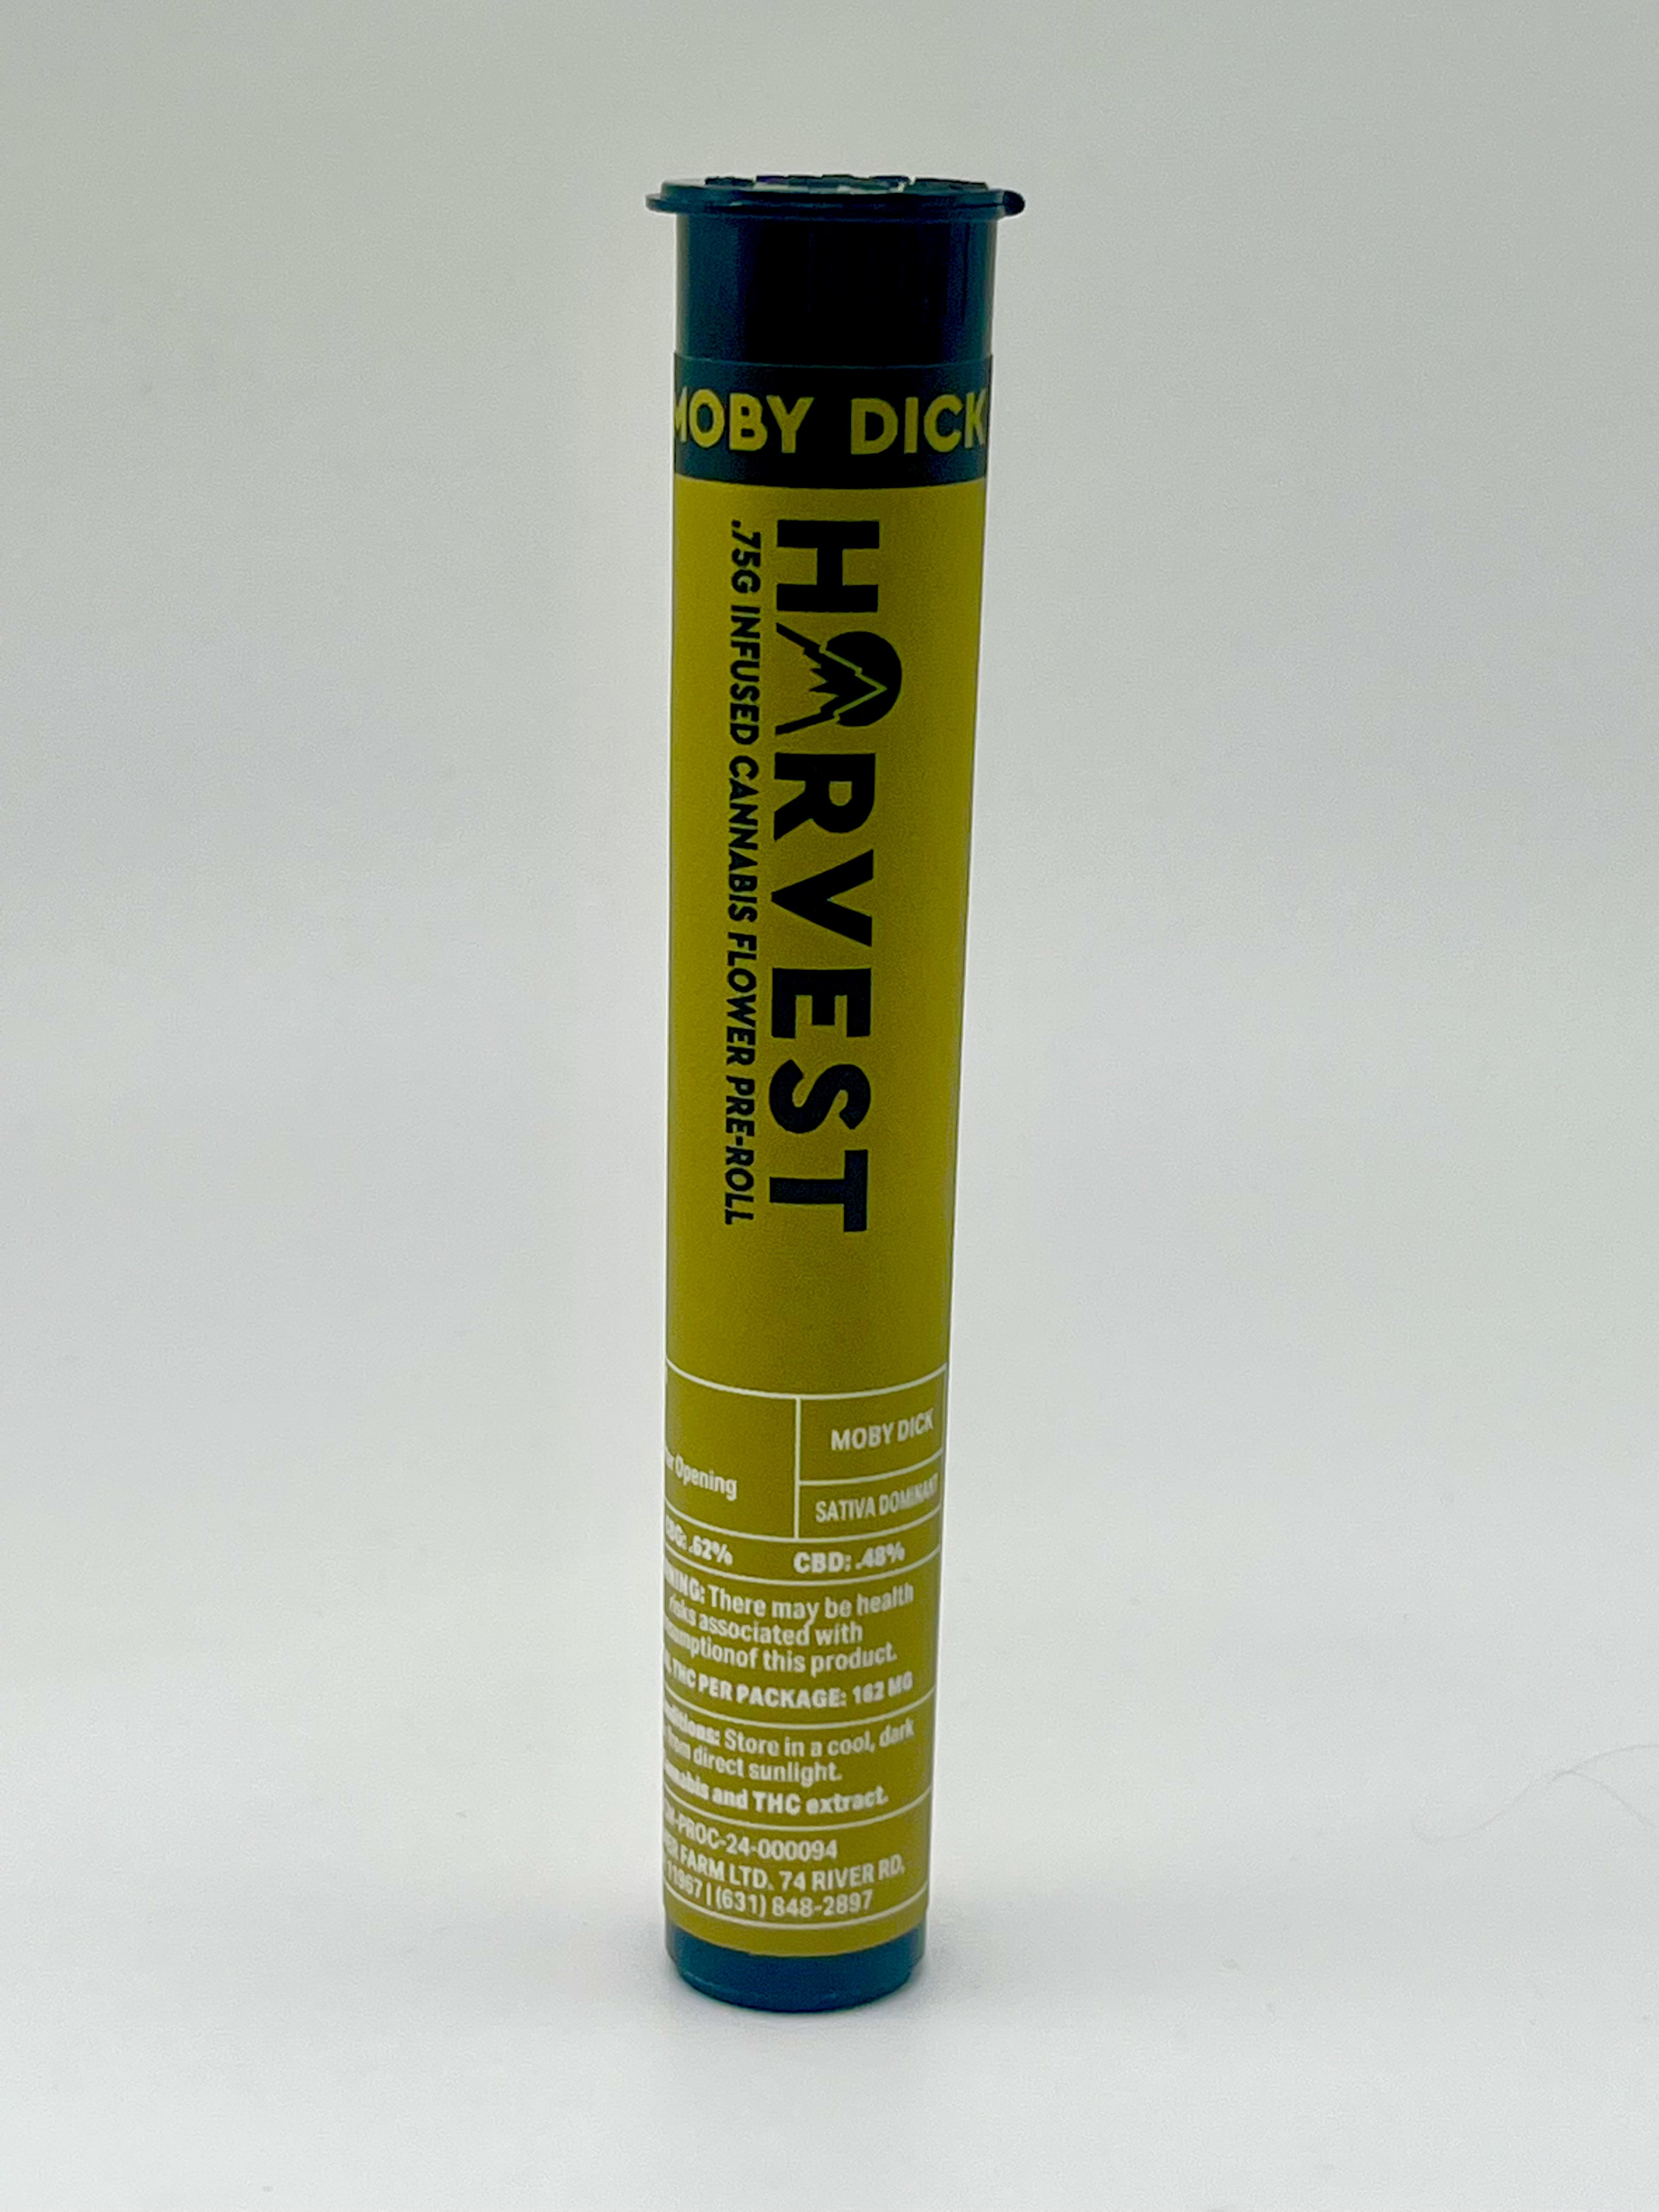 MOBY DICK
HARVEST
.75G INFUSED CANNABIS FLOWER PRE-ROLL
Opening
MOBY DICK
SATIVA DOMINANT
.62% CBD: .48%
There may be health
risks associated with
of this product.
THC PER PACKAGE: 162 MG
Store in a cool, dark
from direct sunlight.
and THC extract.
-PROC-24-000094
FARM LTD. 74 RIVER RD,
11967 | (631) 848-2897